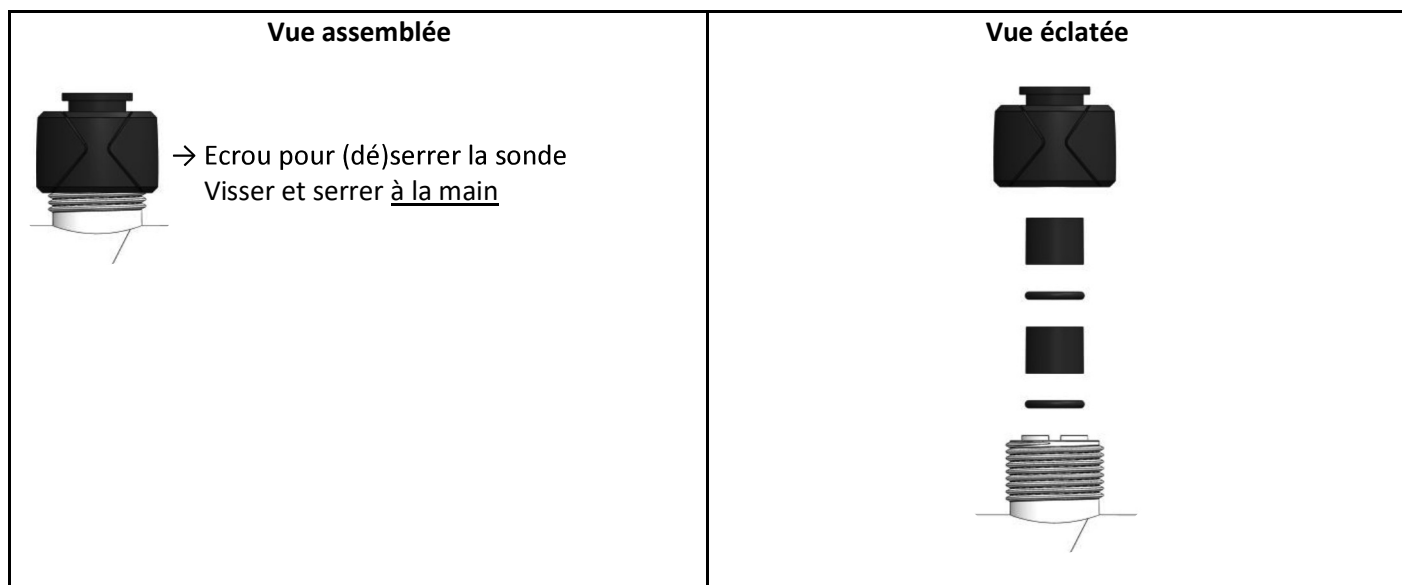 Vue assemblée
→ Ecrou pour (dé)serrer la sonde
Visser et serrer à la main
Vue éclatée